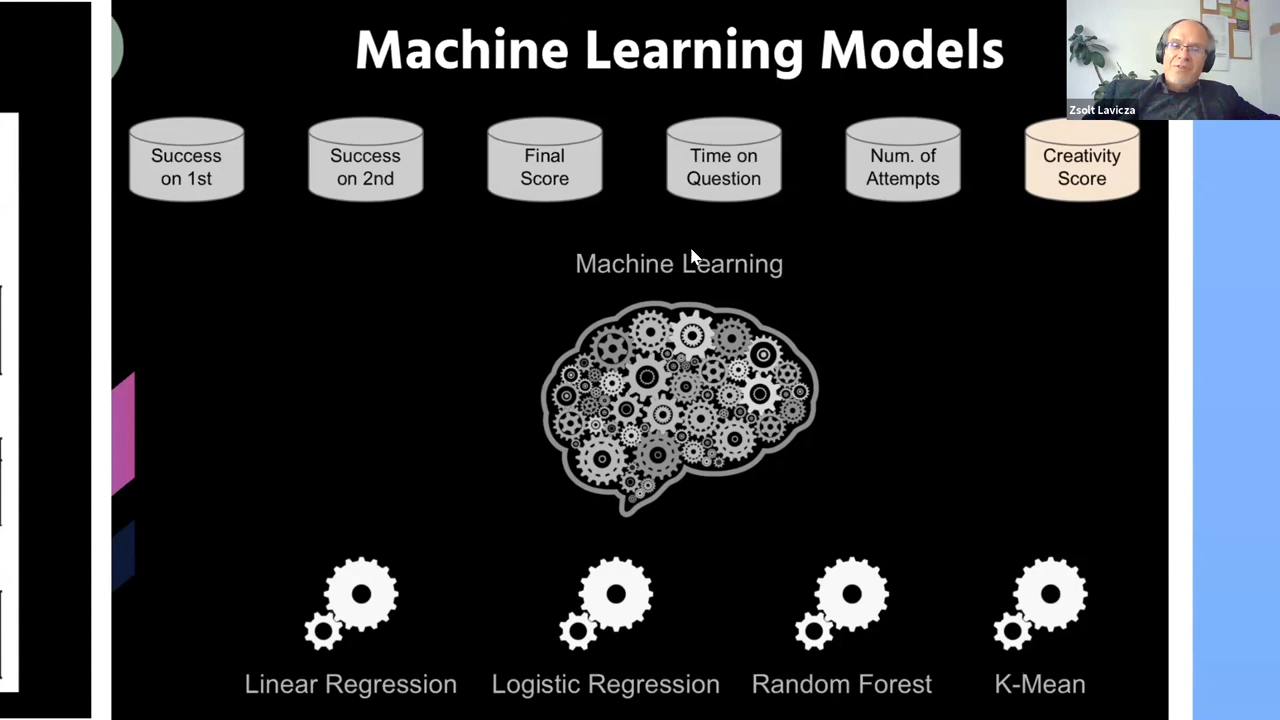 Machine Learning Models
Zsolt Lavicza
Success
on 1st
Success
on 2nd
Final
Score
Time on
Question
Num. of
Attempts
Creativity
Score
Machine Learning
Linear Regression
Logistic Regression
Random Forest
K-Mean